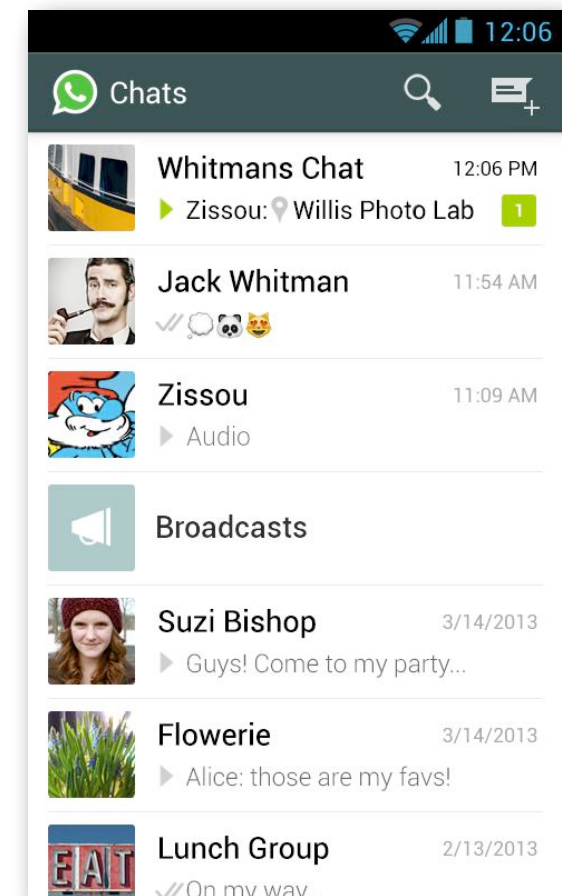 12:06
Chats
Whitmans Chat 12:06 PM
Zissou: Willis Photo Lab 1
Jack Whitman 11:54 AM
💭🐼😻
Zissou 11:09 AM
Audio
Broadcasts
Suzi Bishop 3/14/2013
Guys! Come to my party...
Flowerie 3/14/2013
Alice: those are my favs!
EAT
Lunch Group 2/13/2013
On my way...